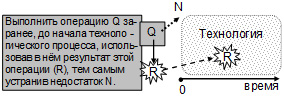 Выполнить операцию Q за-
ранее, до начала техноло -
гического процесса, исполь-
зовав в нём результат этой
операции (R), тем самым
устранив недостаток N.
Q
N
R
Технология
R
0
время